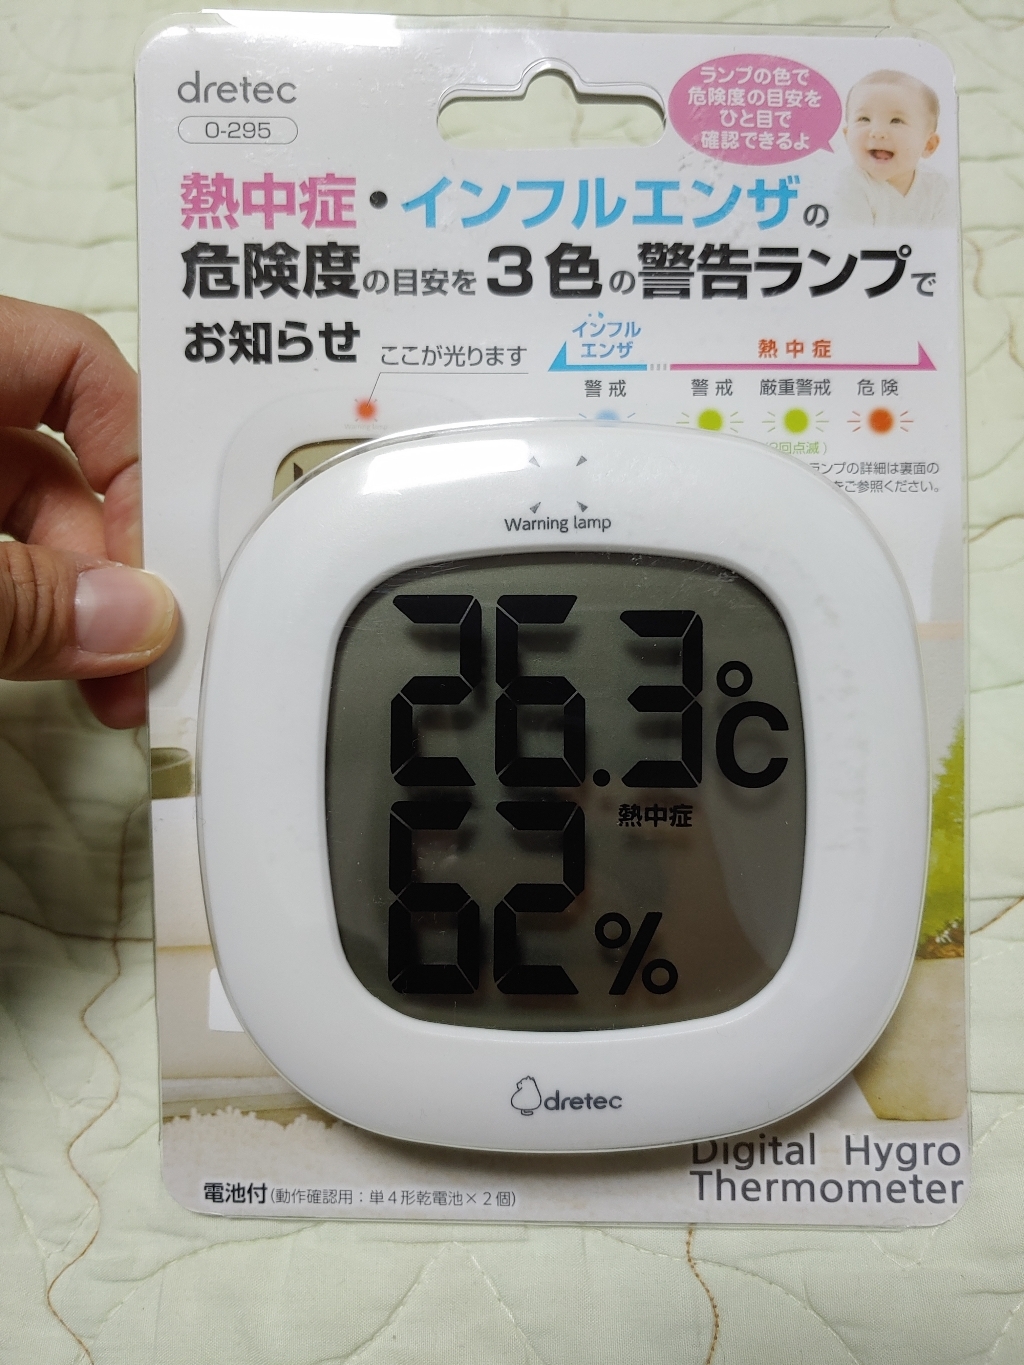 dretec
O-295
ランプの色で
危険度の目安を
ひと目で
確認できるよ
熱中症・インフルエンザの
危険度の目安を3色の警告ランプで
お知らせ
ここが光ります
インフル
エンザ
熱中症
警戒
警戒
厳重警戒
危険
回点滅)
ランプの詳細は裏面の
をご参照ください。
Warning lamp
26.3℃
熱中症
62%
dretec
Digital Hygro
Thermometer
電池付(動作確認用:単4形乾電池×2個)